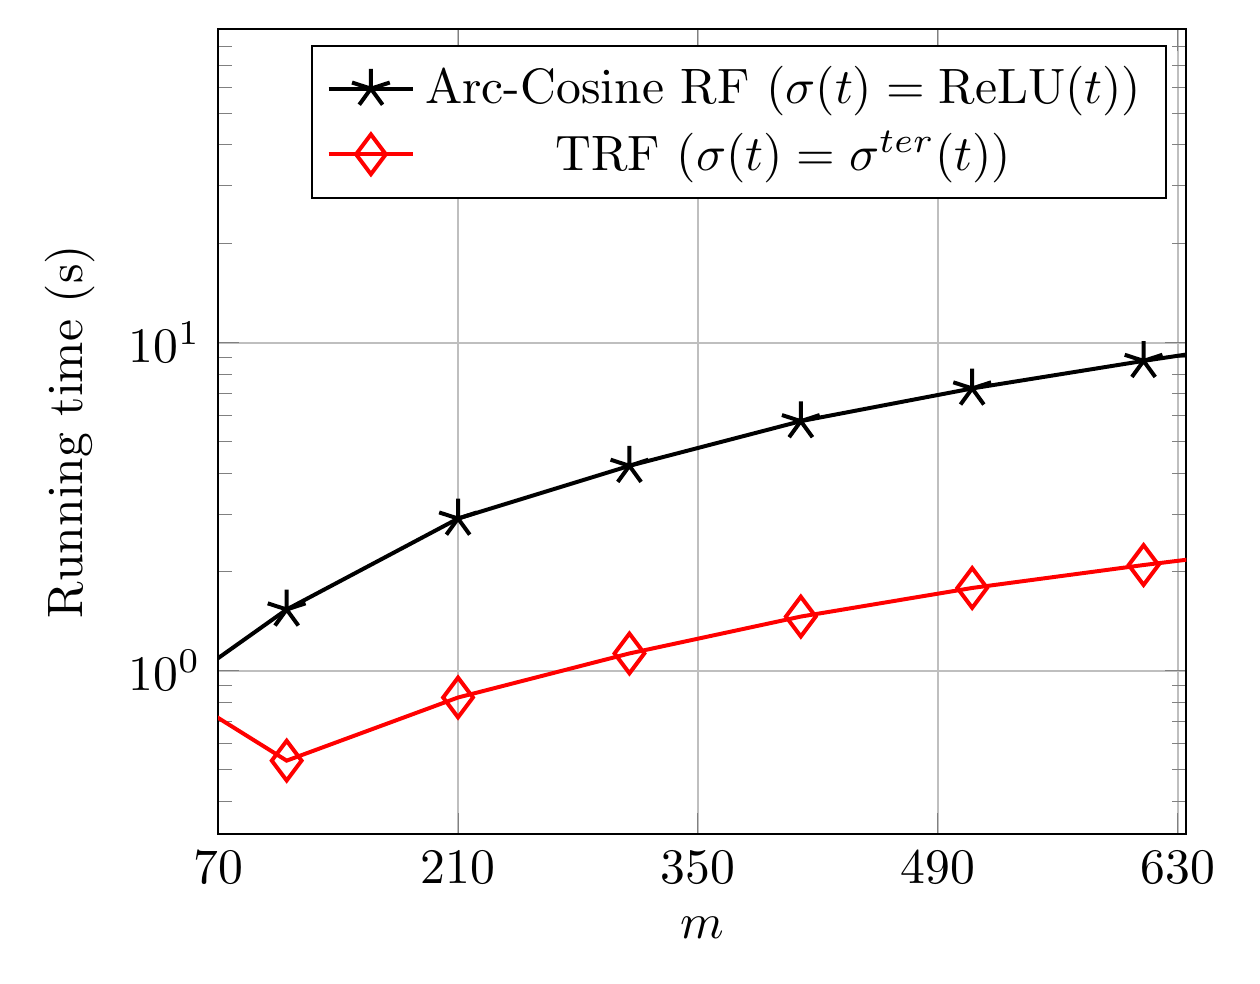 Arc-Cosine RF (σ(t) = ReLU(t))
TRF (σ(t) = σ^{ter}(t))
Running time (s)
10^1
10^0
70 210 350 490 630
m